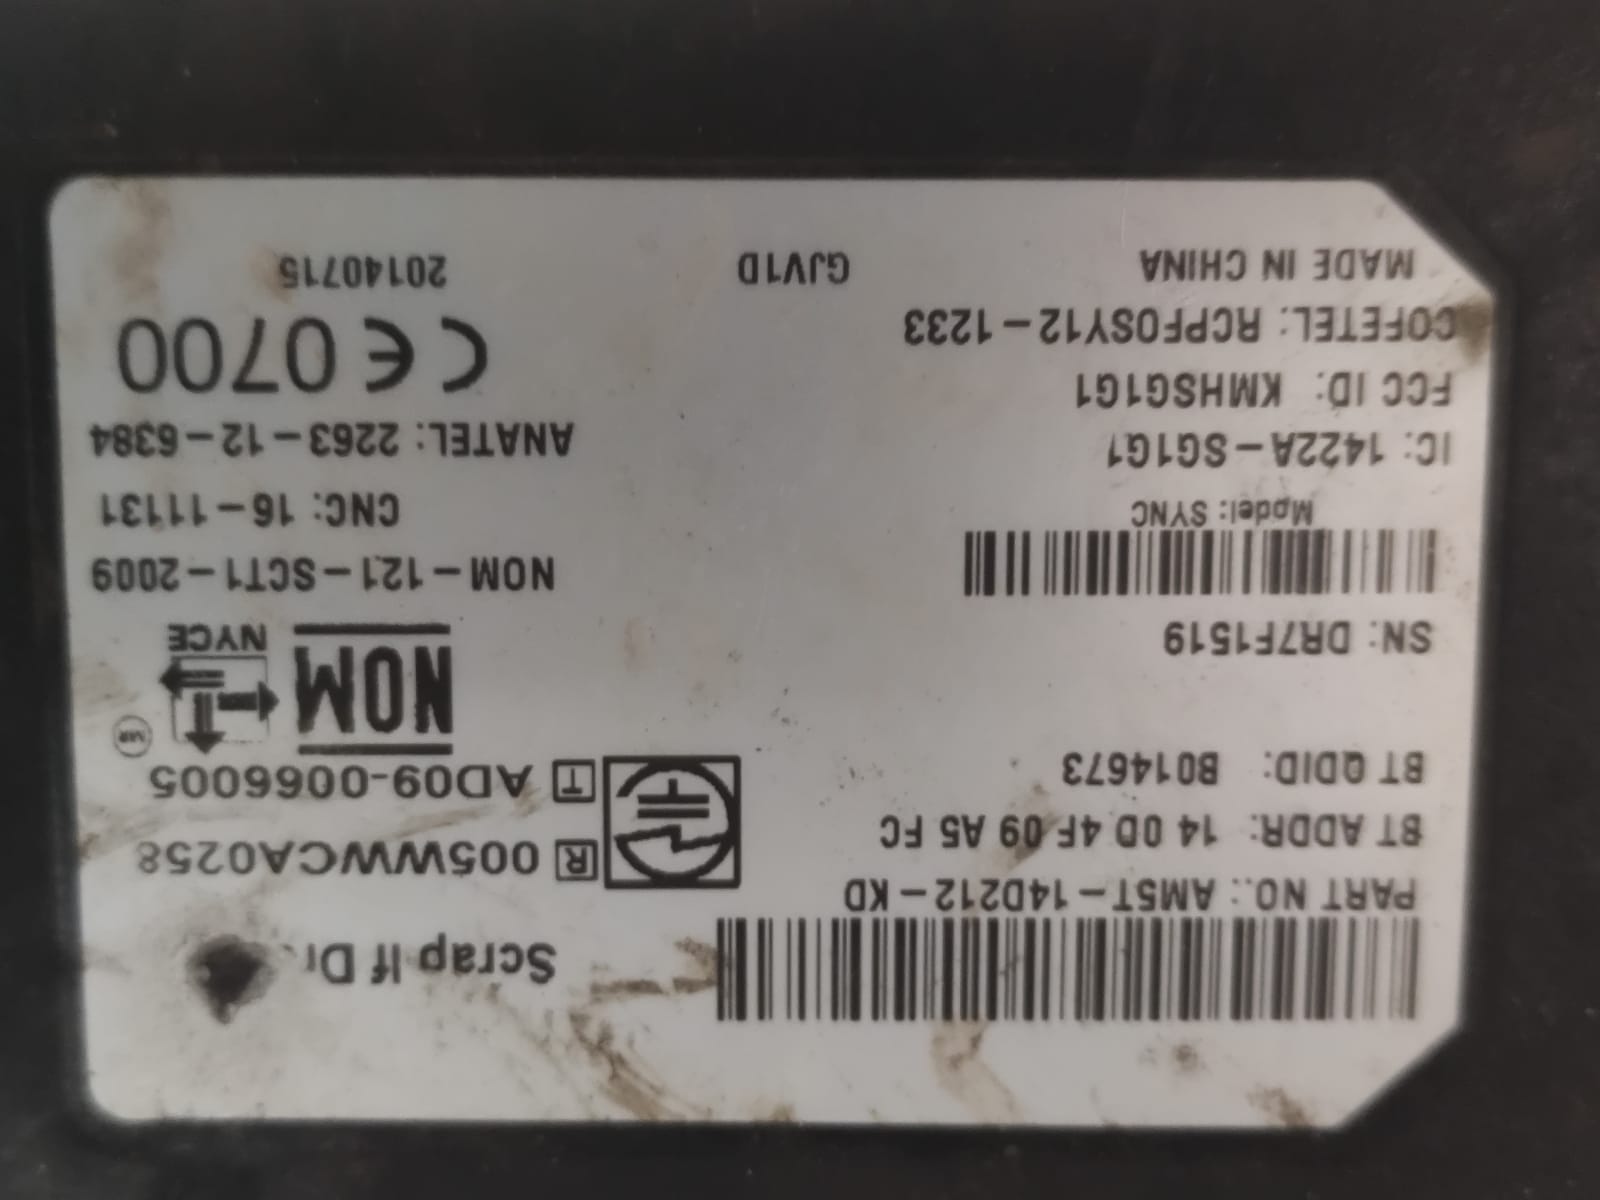 Scrap If Dr
PART NO.: AM5T-14D212-KD
BT ADDR: 14 0D 4F 09 A5 FC
BT QDID: B014673
R 005WWCA0258
T AD09-0066005
MR
NOM
NYCE
SN: DR7F1519
NOM-121-SCT1-2009
Model: SYNC
CNC: 16-11131
IC: 1422A-SG1G1
ANATEL: 2263-12-6384
FCC ID: KMHSG1G1
CE 0700
COFETEL: RCPFOSY12-1233
MADE IN CHINA
GJV1D
20140715